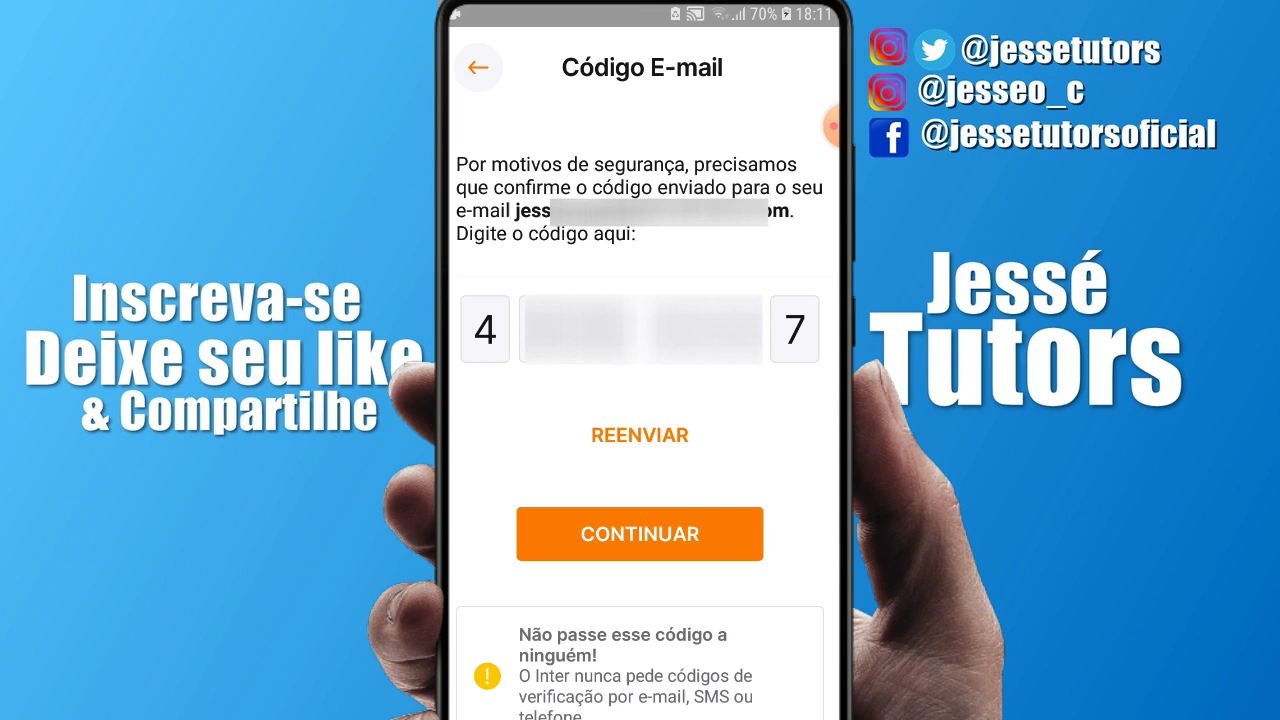 70% 18:11
Código E-mail
@jessetutors
@jesseo_c
@jessetutorsoficial
Por motivos de segurança, precisamos
que confirme o código enviado para o seu
e-mail jess om.
Digite o código aqui:
Inscreva-se
Deixe seu like
& Compartilhe
4 7
Jessé
Tutors
REENVIAR
CONTINUAR
Não passe esse código a
ninguém!
O Inter nunca pede códigos de
verificação por e-mail, SMS ou
telefone